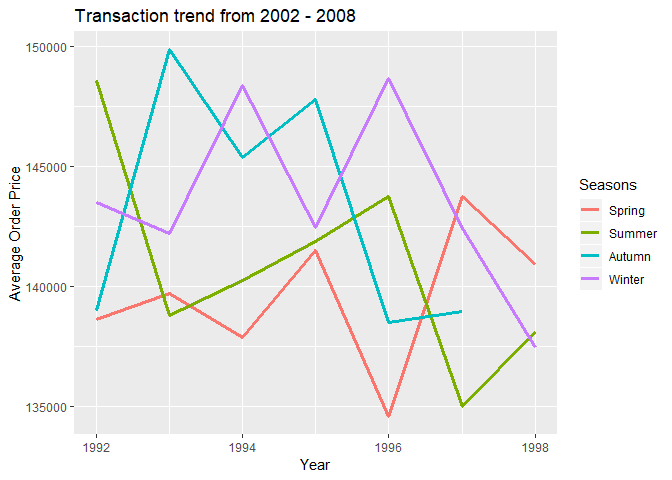 Transaction trend from 2002 - 2008
150000
145000
140000
135000
Average Order Price
1992
1994
1996
1998
Year
Seasons
Spring
Summer
Autumn
Winter